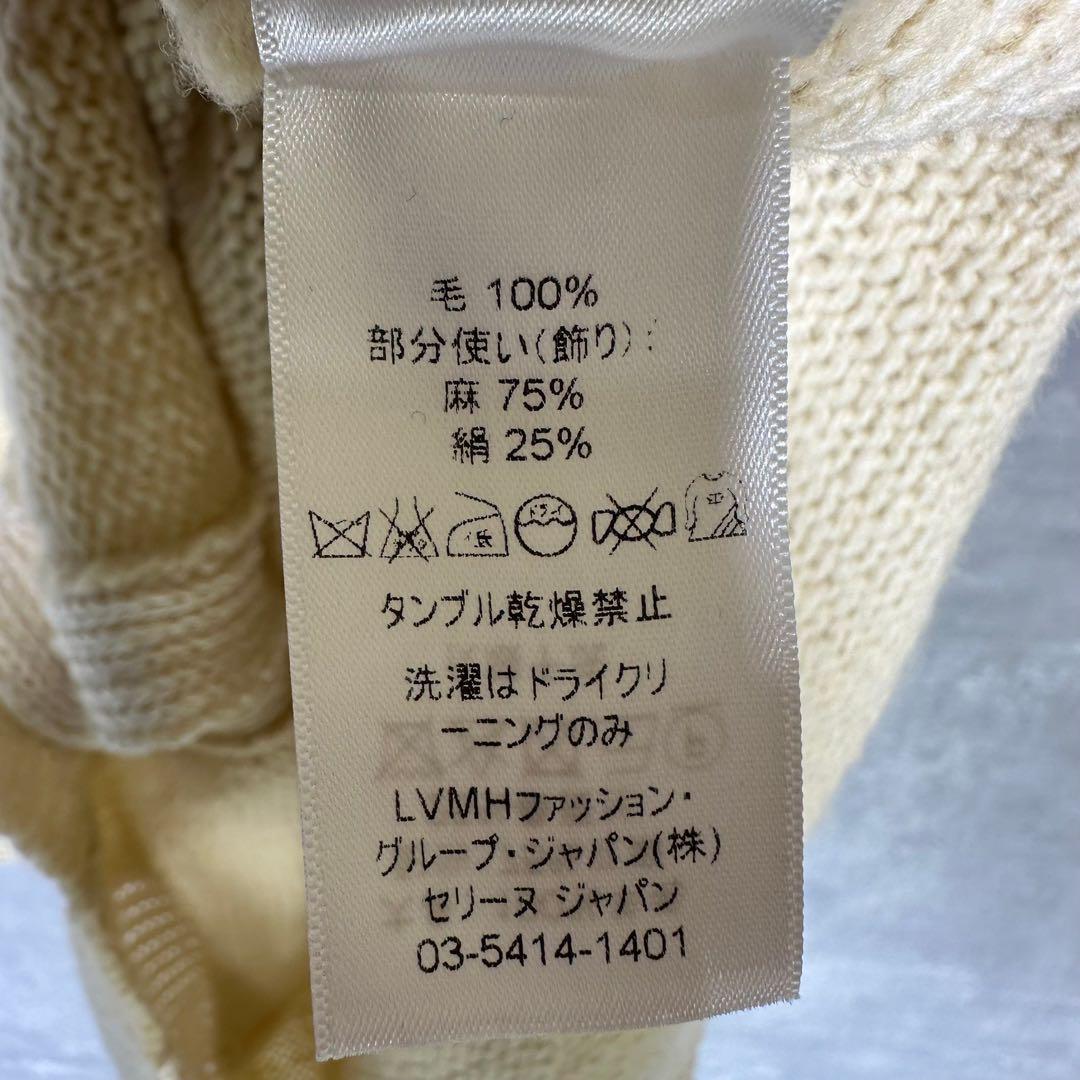 毛 100%
部分使い(飾り):
麻 75%
絹 25%
ドライ
タンブル乾燥禁止
洗濯はドライクリ
ーニングのみ
LVMHファッション・
グループ・ジャパン(株)
セリーヌ ジャパン
03-5414-1401